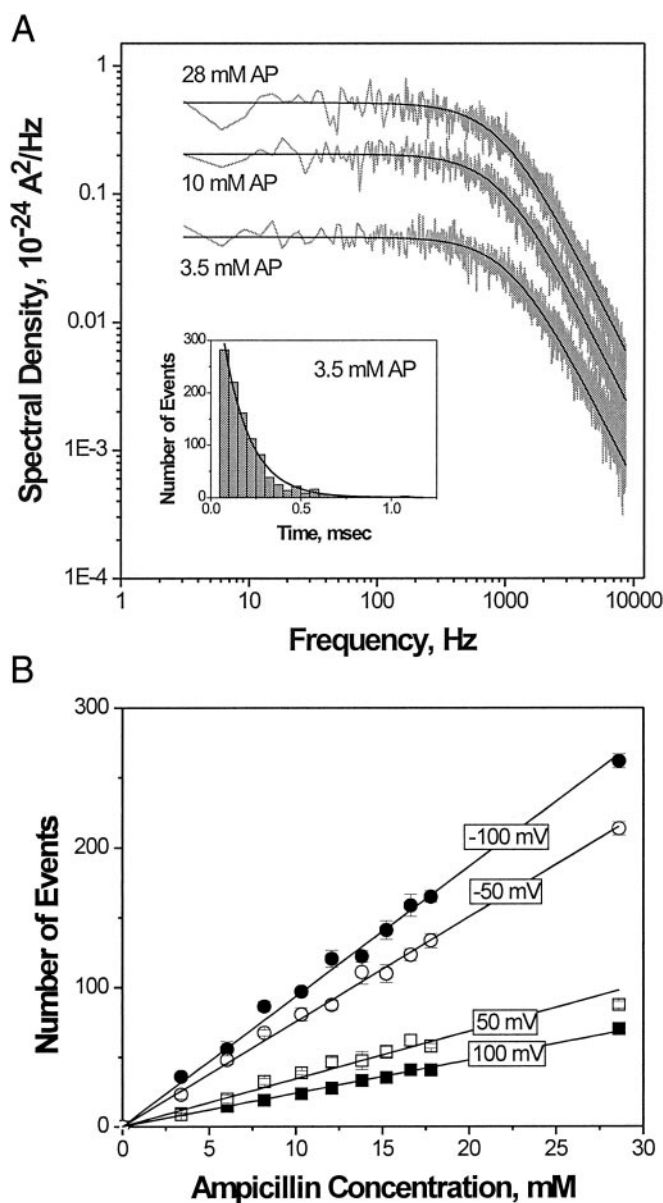 A
Spectral Density, 10⁻²⁴ A²/Hz
1
0.1
0.01
1E-3
1E-4
28 mM AP
10 mM AP
3.5 mM AP
Number of Events
300
200
100
0
3.5 mM AP
0.0 0.5 1.0
Time, msec
1 10 100 1000 10000
Frequency, Hz
B
Number of Events
300
200
100
0
-100 mV
-50 mV
50 mV
100 mV
0 5 10 15 20 25 30
Ampicillin Concentration, mM